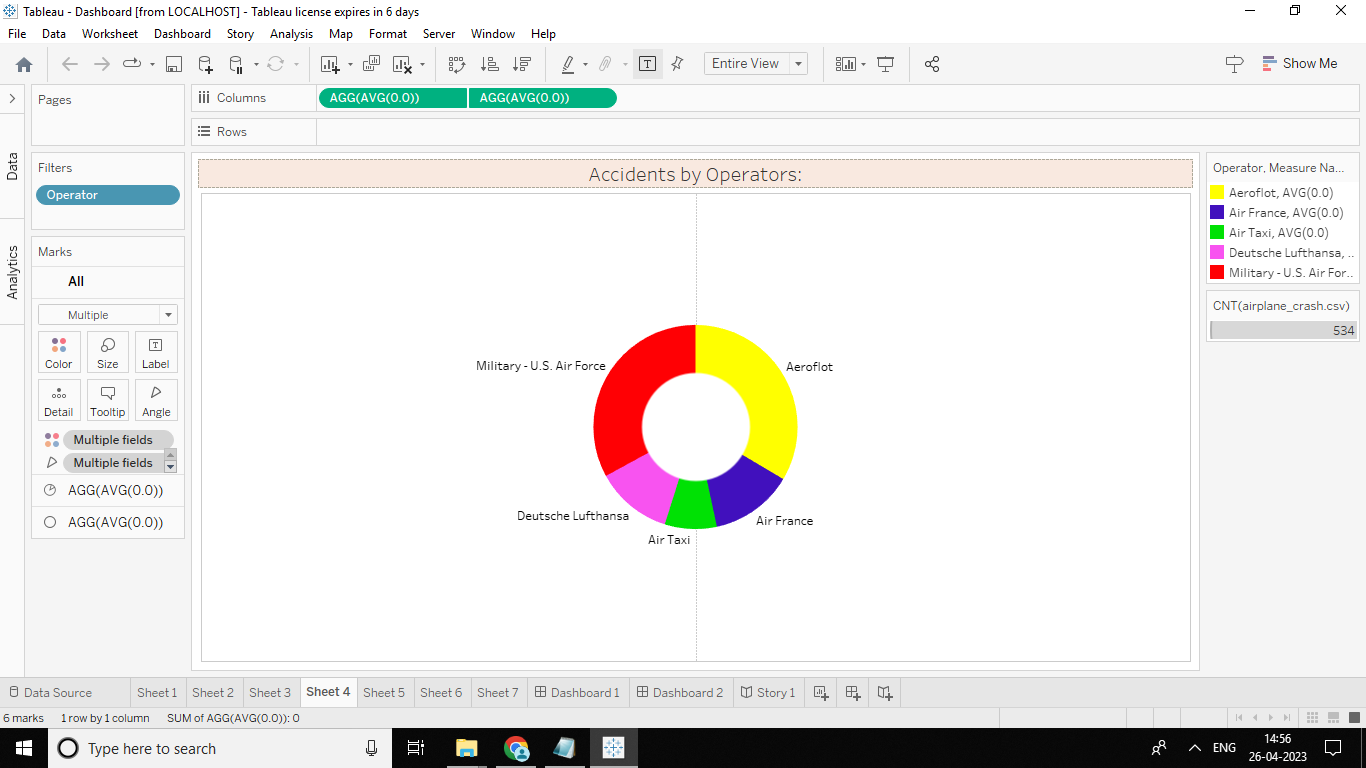 Tableau - Dashboard [from LOCALHOST] - Tableau license expires in 6 days
File Data Worksheet Dashboard Story Analysis Map Format Server Window Help
Entire View
Show Me
Pages
Columns AGG(AVG(0.0)) AGG(AVG(0.0))
Rows
Data
Analytics
Filters
Operator
Marks
All
Multiple
Color Size Label
Detail Tooltip Angle
Multiple fields
Multiple fields
AGG(AVG(0.0))
AGG(AVG(0.0))
Accidents by Operators:
Military - U.S. Air Force
Aeroflot
Deutsche Lufthansa
Air France
Air Taxi
Operator, Measure Na...
Aeroflot, AVG(0.0)
Air France, AVG(0.0)
Air Taxi, AVG(0.0)
Deutsche Lufthansa, ..
Military - U.S. Air For..
CNT(airplane_crash.csv)
534
Data Source Sheet 1 Sheet 2 Sheet 3 Sheet 4 Sheet 5 Sheet 6 Sheet 7 Dashboard 1 Dashboard 2 Story 1
6 marks 1 row by 1 column SUM of AGG(AVG(0.0)): 0
Type here to search
ENG
14:56
26-04-2023